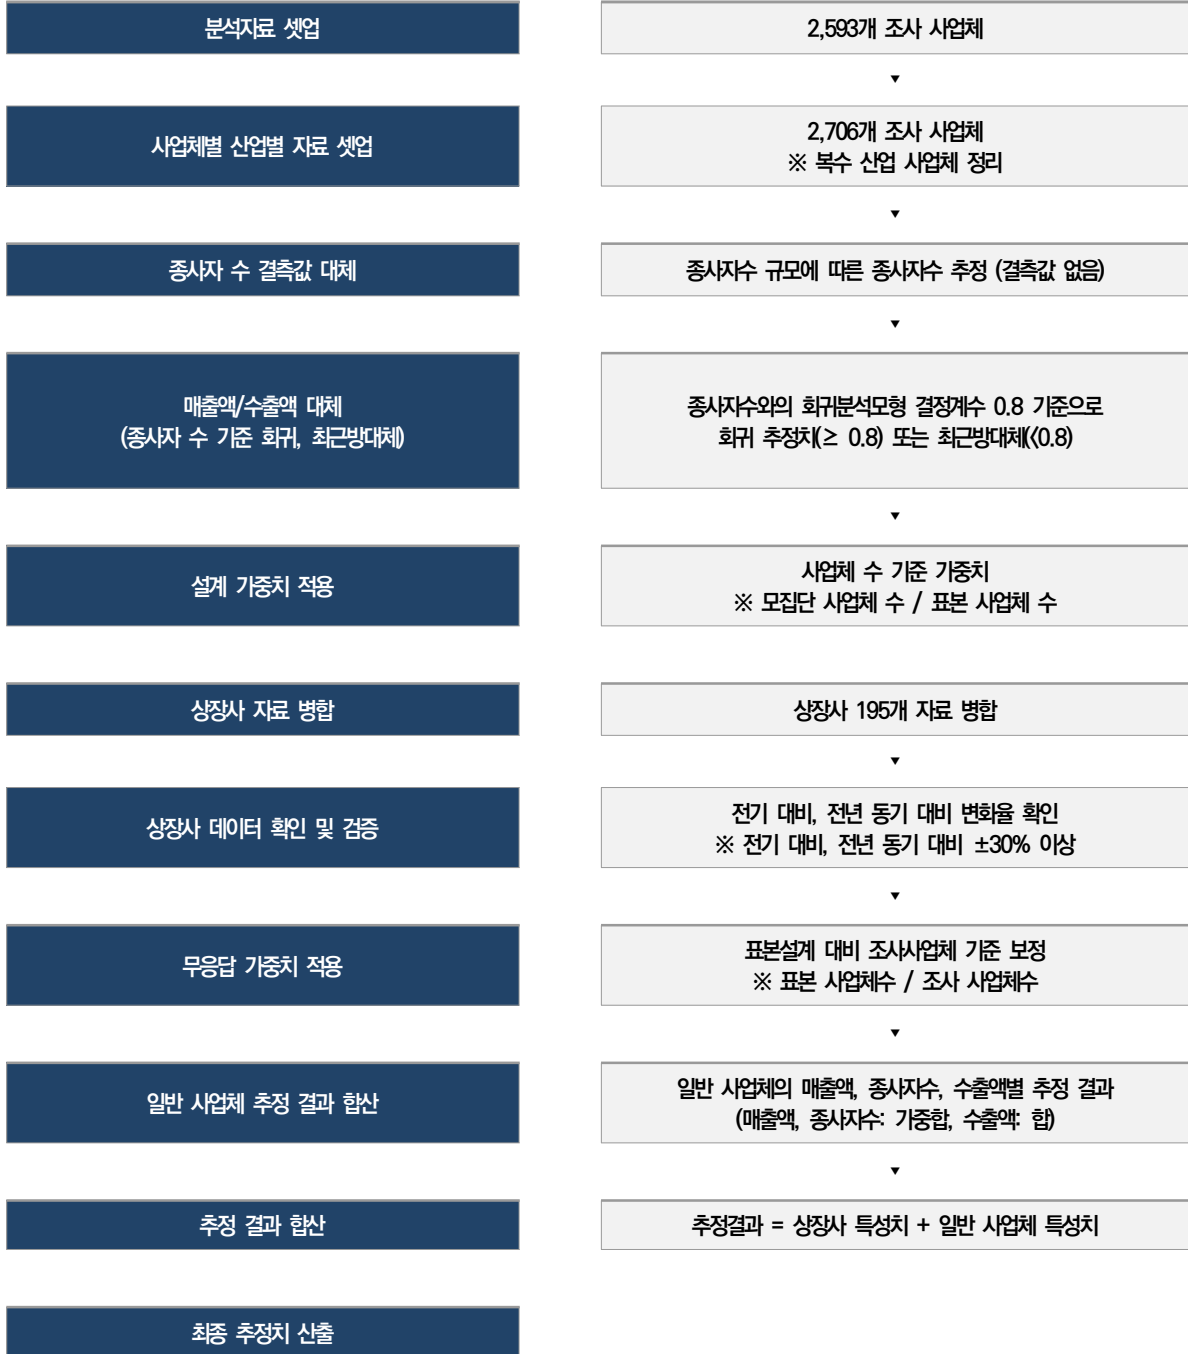 분석자료 셋업
2,593개 조사 사업체
▼
사업체별 산업별 자료 셋업
2,706개 조사 사업체
※ 복수 산업 사업체 정리
▼
종사자 수 결측값 대체
종사자수 규모에 따른 종사자수 추정 (결측값 없음)
▼
매출액/수출액 대체
(종사자 수 기준 회귀, 최근방대체)
종사자수와의 회귀분석모형 결정계수 0.8 기준으로
회귀 추정치(≥ 0.8) 또는 최근방대체(<0.8)
▼
설계 가중치 적용
사업체 수 기준 가중치
※ 모집단 사업체 수 / 표본 사업체 수
상장사 자료 병합
상장사 195개 자료 병합
▼
상장사 데이터 확인 및 검증
전기 대비, 전년 동기 대비 변화율 확인
※ 전기 대비, 전년 동기 대비 ±30% 이상
▼
무응답 가중치 적용
표본설계 대비 조사사업체 기준 보정
※ 표본 사업체수 / 조사 사업체수
▼
일반 사업체 추정 결과 합산
일반 사업체의 매출액, 종사자수, 수출액별 추정 결과
(매출액, 종사자수: 가중합, 수출액: 합)
▼
추정 결과 합산
추정결과 = 상장사 특성치 + 일반 사업체 특성치
최종 추정치 산출